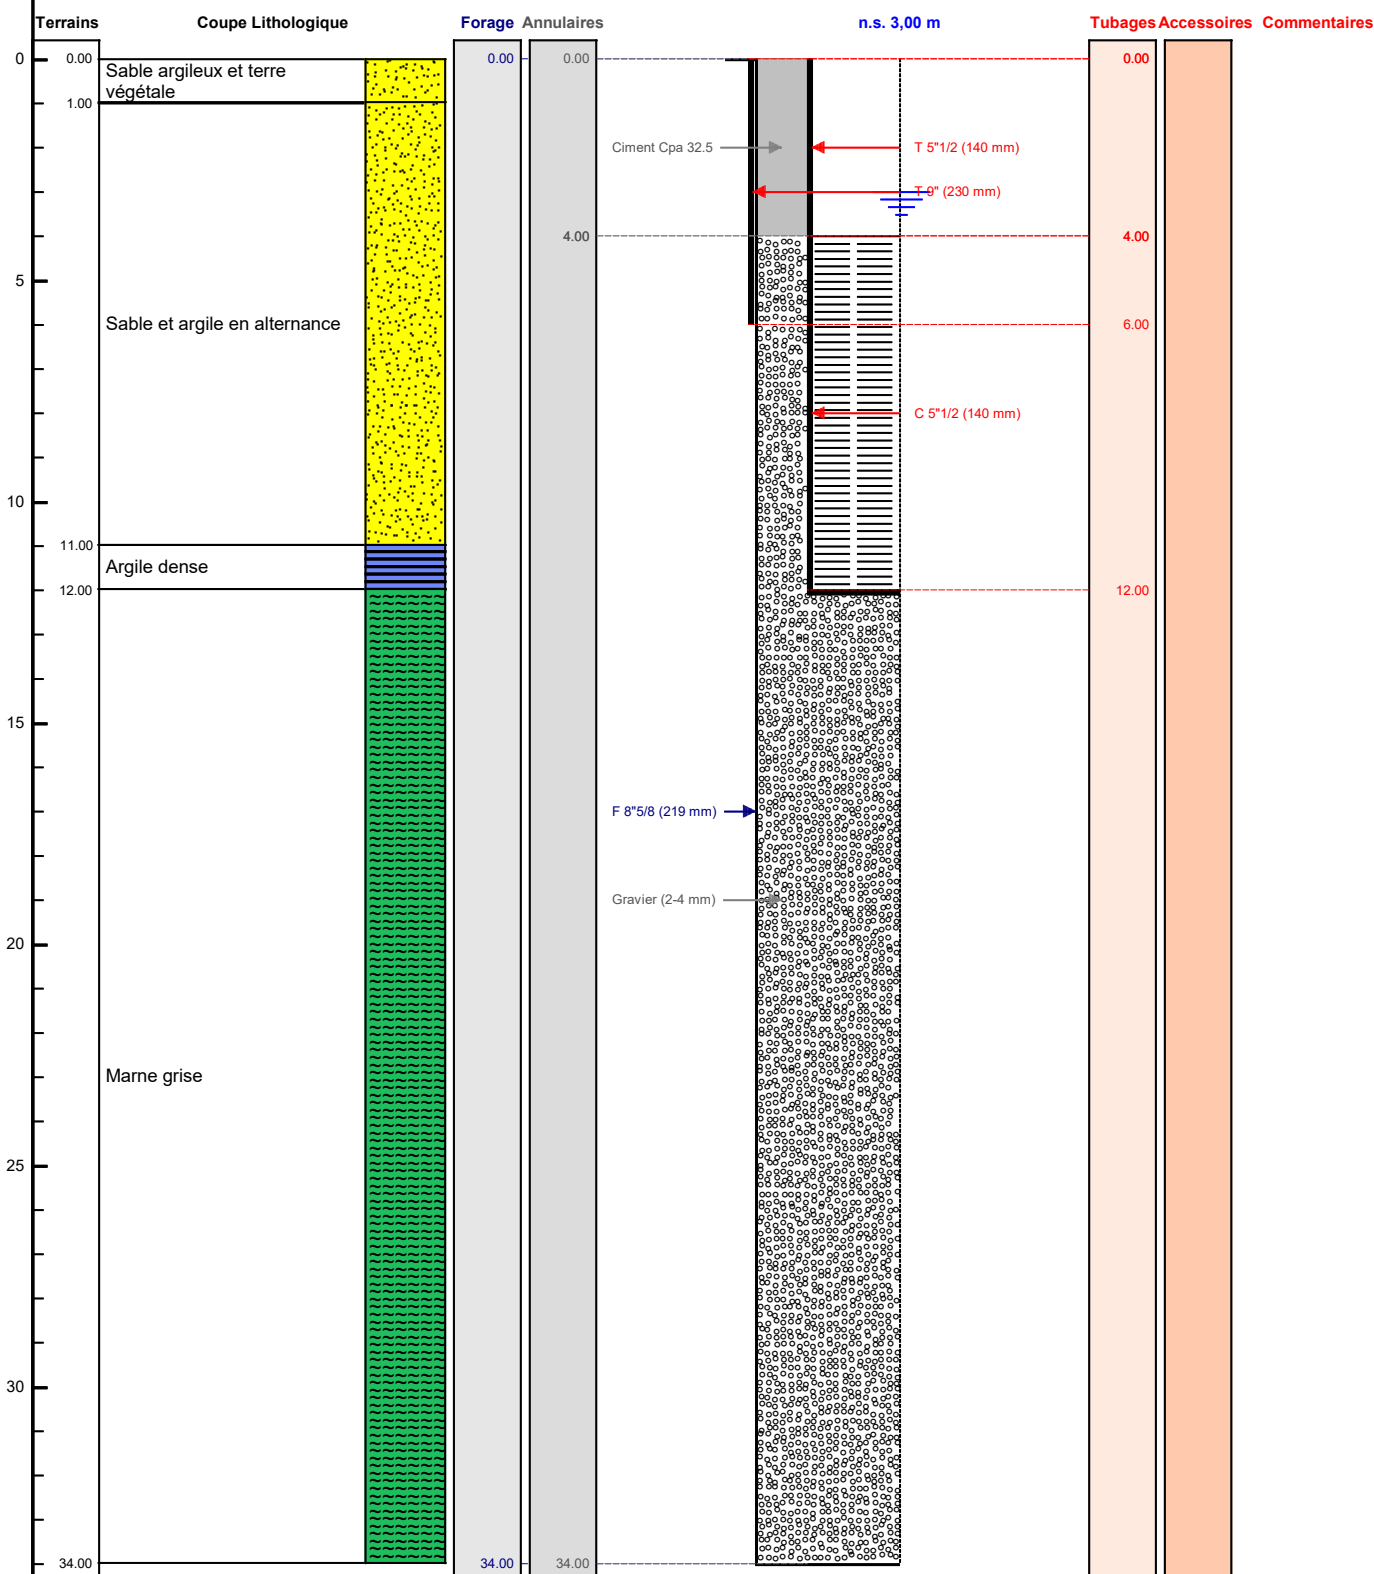 Terrains Coupe Lithologique Forage Annulaires n.s. 3,00 m Tubages Accessoires Commentaires
0 0.00 0.00 0.00 0.00
Sable argileux et terre
végétale
1.00
Ciment Cpa 32.5 T 5"1/2 (140 mm)
T 9" (230 mm)
4.00 4.00
5
Sable et argile en alternance 6.00
C 5"1/2 (140 mm)
10
11.00
Argile dense
12.00 12.00
15
F 8"5/8 (219 mm)
Gravier (2-4 mm)
20
Marne grise
25
30
34.00 34.00 34.00